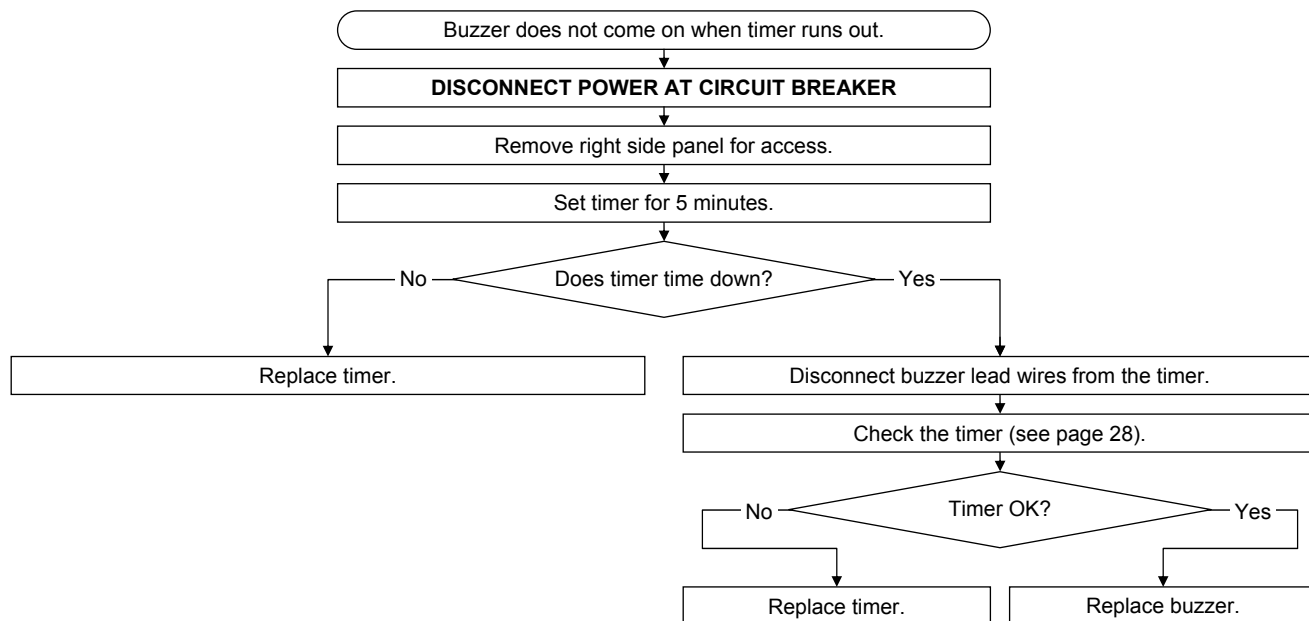 Buzzer does not come on when timer runs out.
DISCONNECT POWER AT CIRCUIT BREAKER
Remove right side panel for access.
Set timer for 5 minutes.
No
Does timer time down?
Yes
Replace timer.
Disconnect buzzer lead wires from the timer.
Check the timer (see page 28).
No
Timer OK?
Yes
Replace timer.
Replace buzzer.